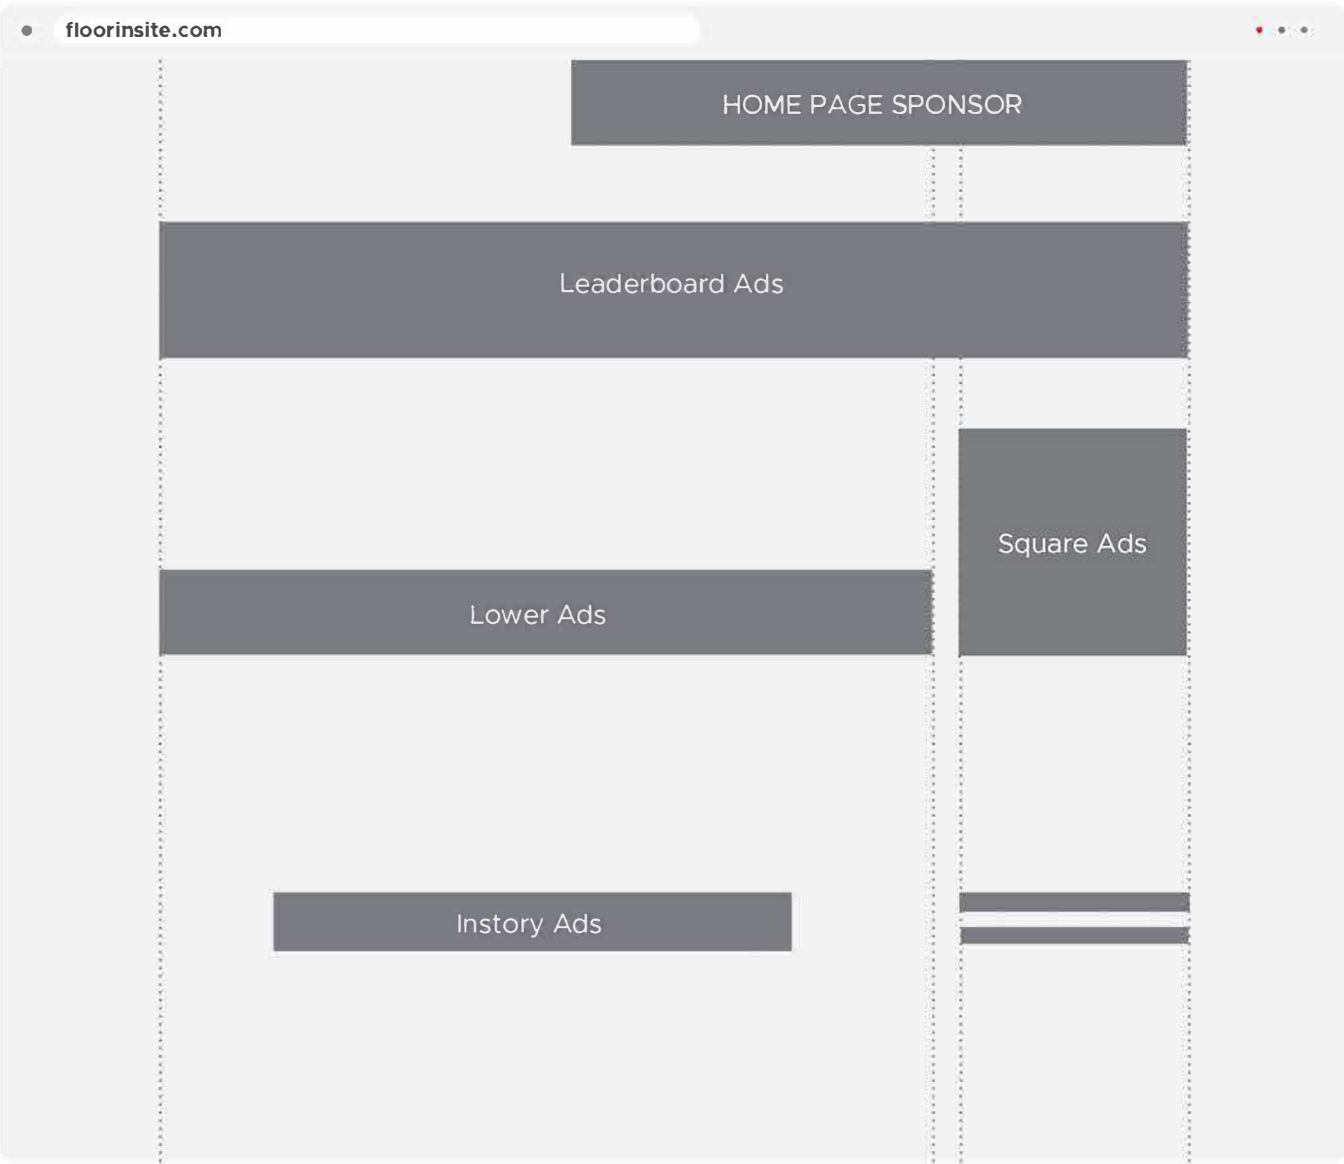 floorinsite.com
HOME PAGE SPONSOR
Leaderboard Ads
Square Ads
Lower Ads
Instory Ads